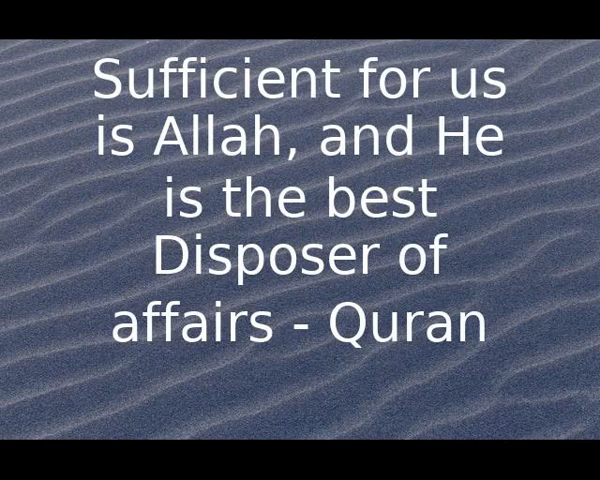 Sufficient for us
is Allah, and He
is the best
Disposer of
affairs - Quran